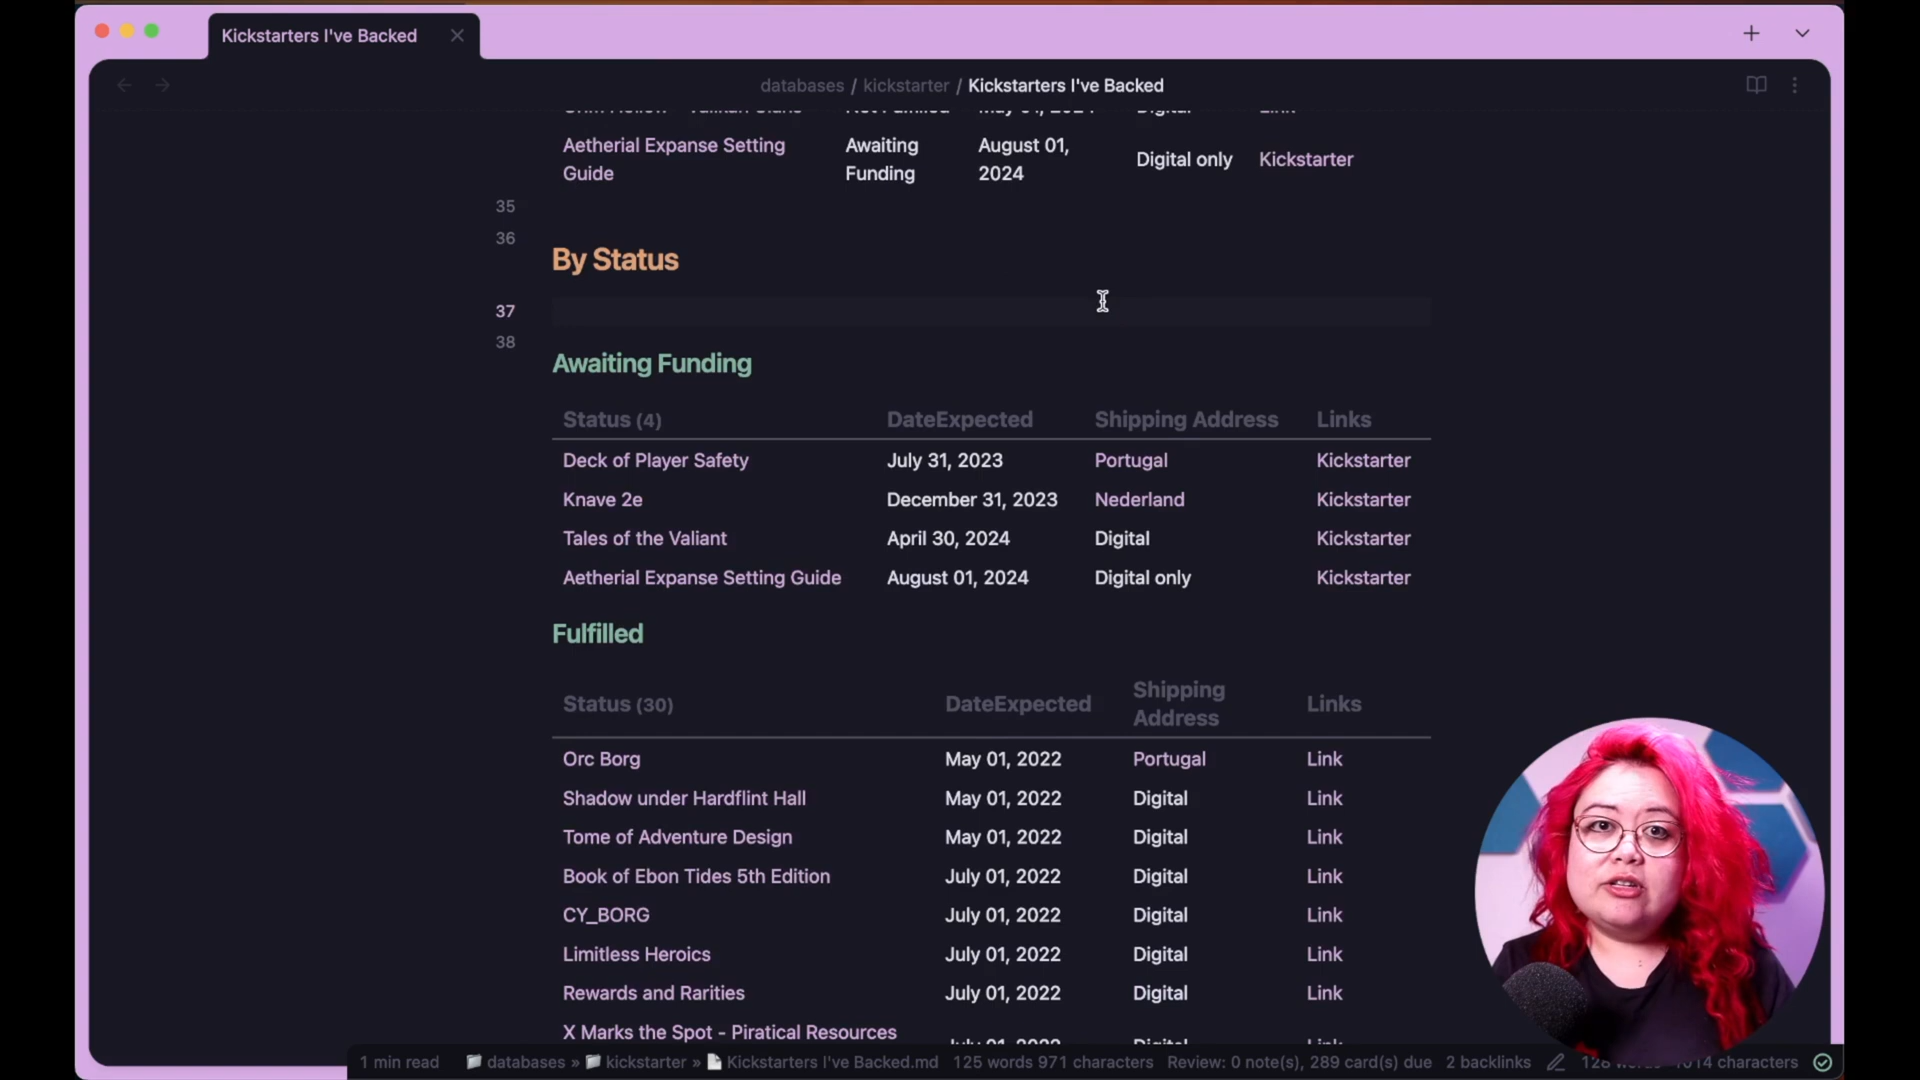 Kickstarters I've Backed
databases / kickstarter / Kickstarters I've Backed
Aetherial Expanse Setting Guide Awaiting Funding August 01, 2024 Digital only Kickstarter
35
36
By Status
37
38
Awaiting Funding
Status (4) DateExpected Shipping Address Links
Deck of Player Safety July 31, 2023 Portugal Kickstarter
Knave 2e December 31, 2023 Nederland Kickstarter
Tales of the Valiant April 30, 2024 Digital Kickstarter
Aetherial Expanse Setting Guide August 01, 2024 Digital only Kickstarter
Fulfilled
Status (30) DateExpected Shipping Address Links
Orc Borg May 01, 2022 Portugal Link
Shadow under Hardflint Hall May 01, 2022 Digital Link
Tome of Adventure Design May 01, 2022 Digital Link
Book of Ebon Tides 5th Edition July 01, 2022 Digital Link
CY_BORG July 01, 2022 Digital Link
Limitless Heroics July 01, 2022 Digital Link
Rewards and Rarities July 01, 2022 Digital Link
X Marks the Spot - Piratical Resources
1 min read databases » kickstarter » Kickstarters I've Backed.md 125 words 971 characters Review: 0 note(s), 289 card(s) due 2 backlinks characters